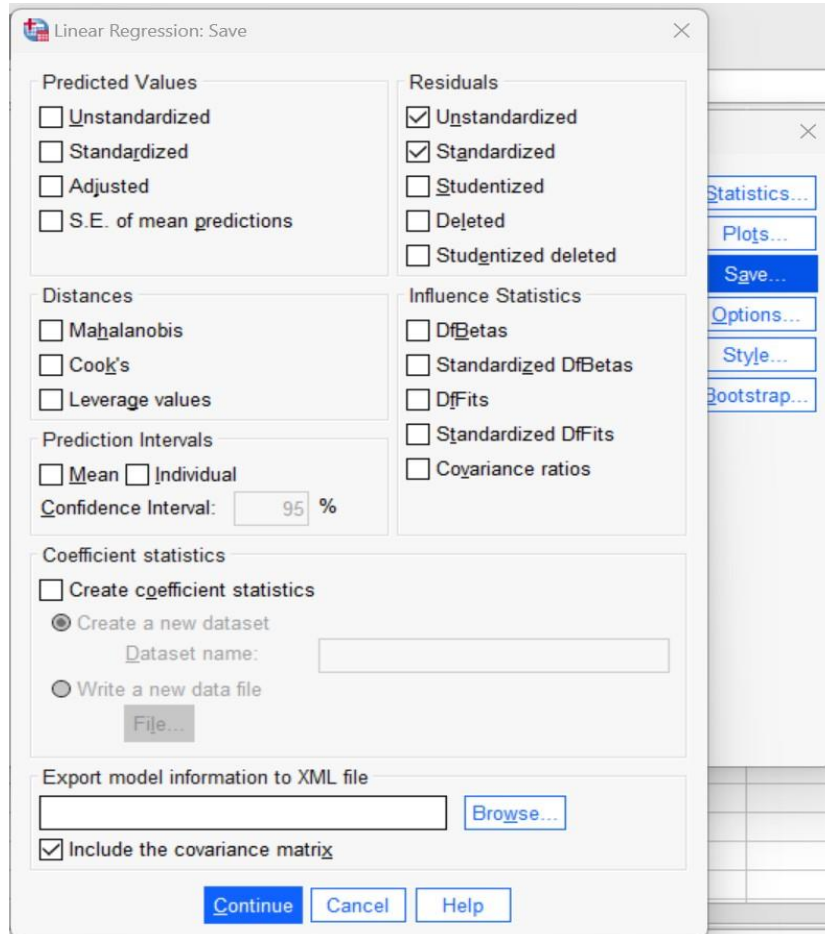 Linear Regression: Save
Predicted Values
Unstandardized
Standardized
Adjusted
S.E. of mean predictions
Residuals
Unstandardized
Standardized
Studentized
Deleted
Studentized deleted
Distances
Mahalanobis
Cook's
Leverage values
Influence Statistics
DfBetas
Standardized DfBetas
DfFits
Standardized DfFits
Covariance ratios
Prediction Intervals
Mean Individual
Confidence Interval: 95 %
Coefficient statistics
Create coefficient statistics
Create a new dataset
Dataset name:
Write a new data file
File...
Export model information to XML file
Browse...
Include the covariance matrix
Continue Cancel Help
Statistics...
Plots...
Save...
Options...
Style...
Bootstrap...